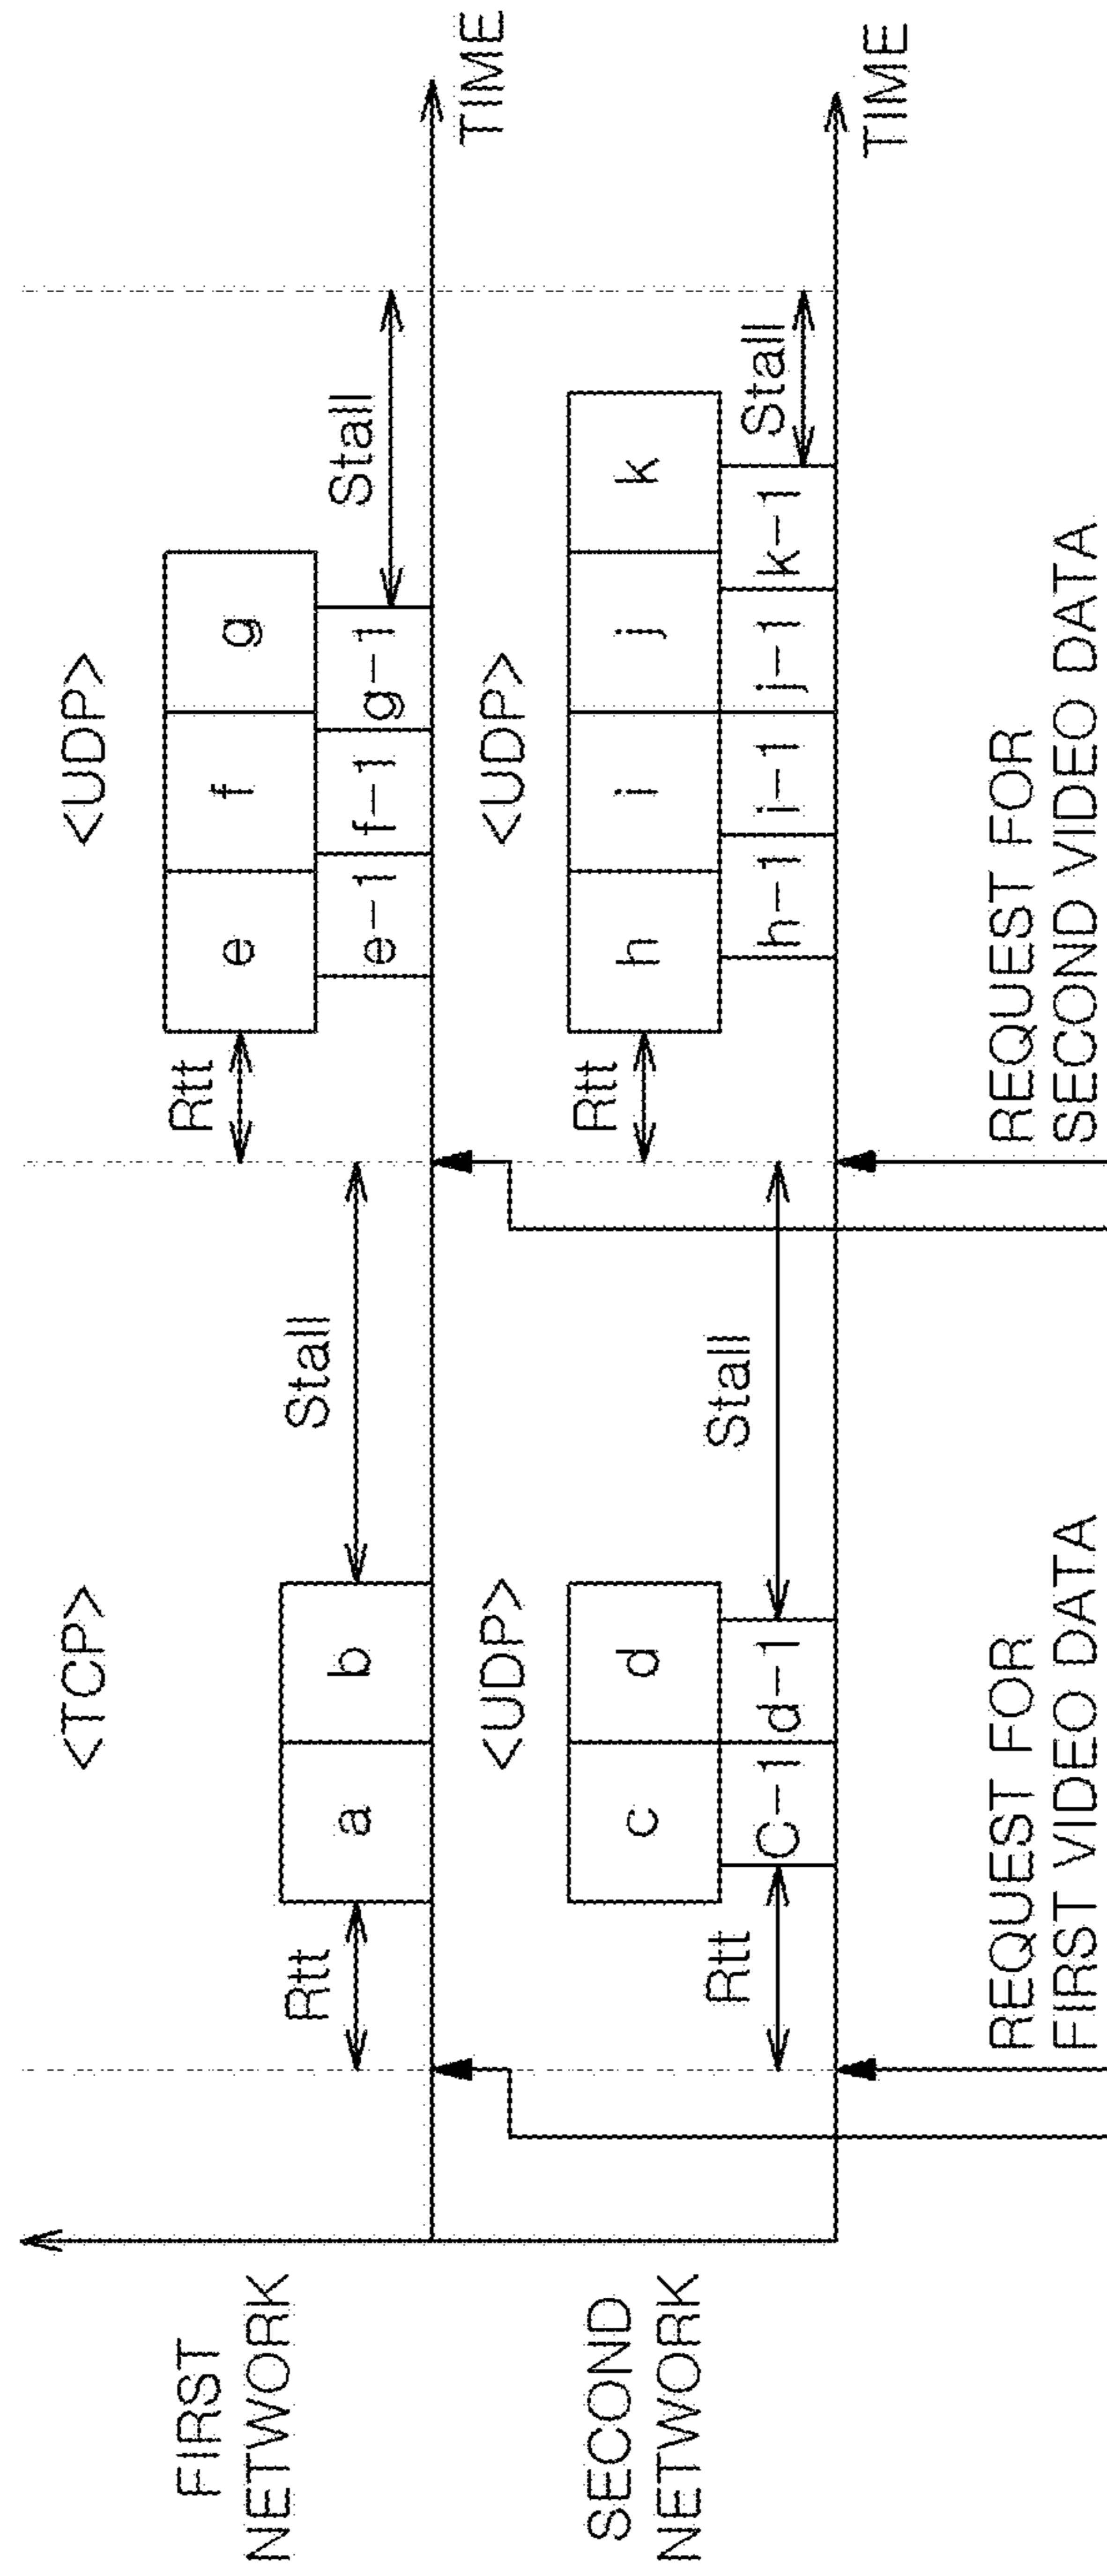 FIRST
NETWORK
<TCP>
<UDP>
Rtt
a
b
Stall
Rtt
e
f
g
e-1
f-1
g-1
Stall
TIME
SECOND
NETWORK
<UDP>
<UDP>
Rtt
c
d
C-1
d-1
Stall
Rtt
h
i
j
k
h-1
i-1
j-1
k-1
Stall
TIME
REQUEST FOR
FIRST VIDEO DATA
REQUEST FOR
SECOND VIDEO DATA